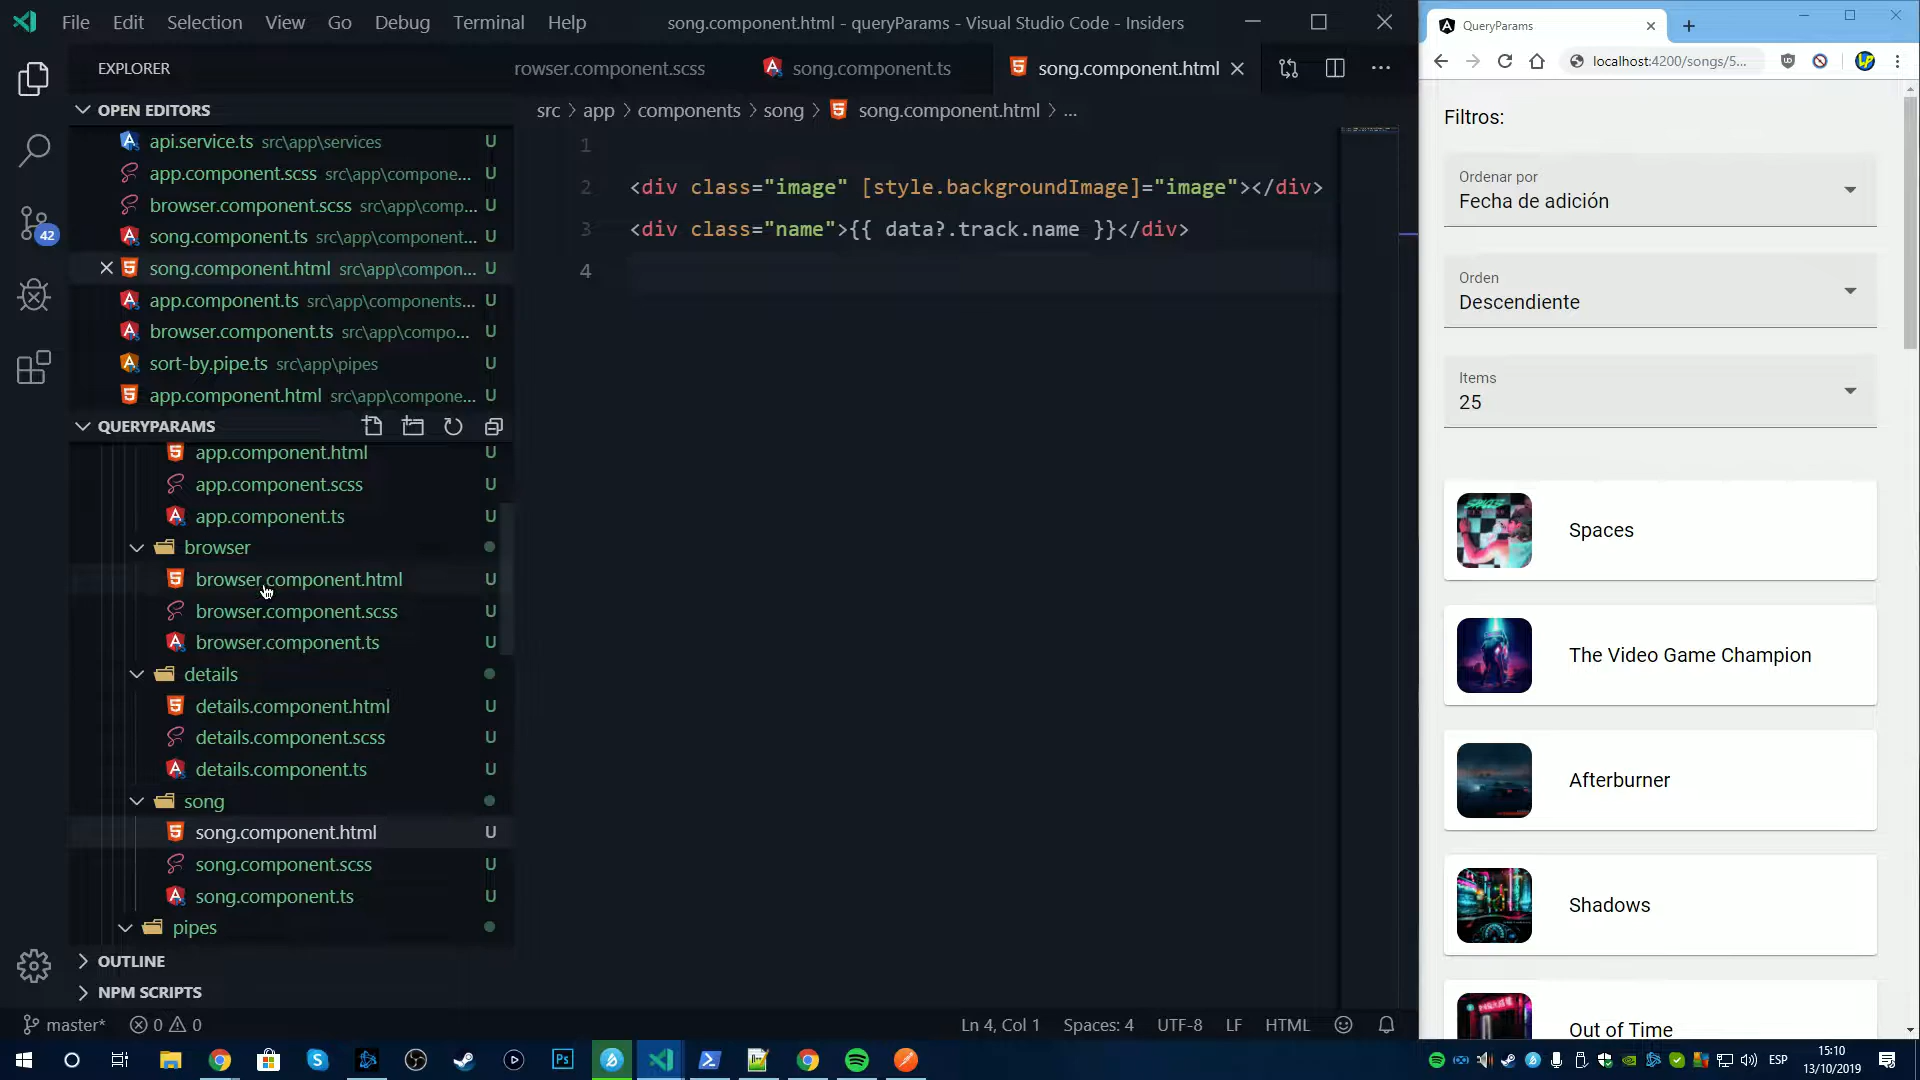 File Edit Selection View Go Debug Terminal Help
song.component.html - queryParams - Visual Studio Code - Insiders
EXPLORER
OPEN EDITORS
api.service.ts src\app\services U
app.component.scss src\app\compone... U
browser.component.scss src\app\comp... U
song.component.ts src\app\component... U
song.component.html src\app\compon... U
app.component.ts src\app\components... U
browser.component.ts src\app\compo... U
sort-by.pipe.ts src\app\pipes U
app.component.html src\app\compone... U
42
QUERYPARAMS
app.component.html U
app.component.scss U
app.component.ts U
browser
browser.component.html U
browser.component.scss U
browser.component.ts U
details
details.component.html U
details.component.scss U
details.component.ts U
song
song.component.html U
song.component.scss U
song.component.ts U
pipes
OUTLINE
NPM SCRIPTS
rowser.component.scss song.component.ts song.component.html
src > app > components > song > song.component.html > ...
1
2 <div class="image" [style.backgroundImage]="image"></div>
3 <div class="name">{{ data?.track.name }}</div>
4
master* 0 0
Ln 4, Col 1 Spaces: 4 UTF-8 LF HTML
QueryParams
localhost:4200/songs/5...
Filtros:
Ordenar por
Fecha de adición
Orden
Descendiente
Items
25
Spaces
The Video Game Champion
Afterburner
Shadows
Out of Time
Ps
ESP
15:10
13/10/2019